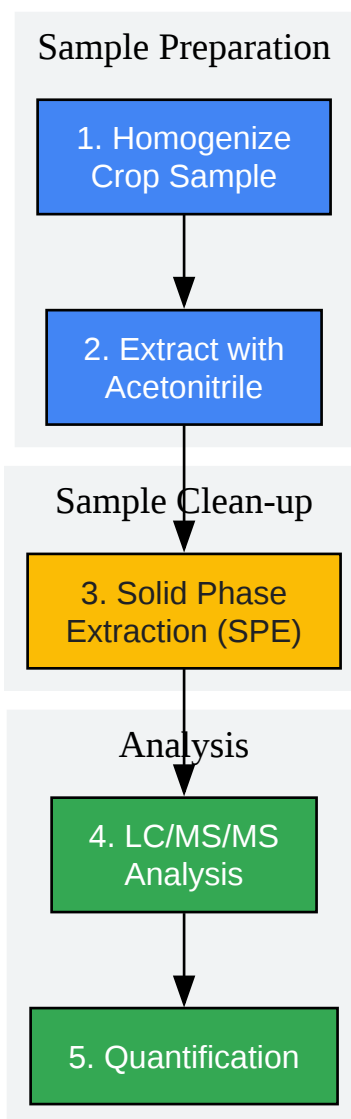 Sample Preparation
1. Homogenize
Crop Sample
2. Extract with
Acetonitrile
Sample Clean-up
3. Solid Phase
Extraction (SPE)
Analysis
4. LC/MS/MS
Analysis
5. Quantification